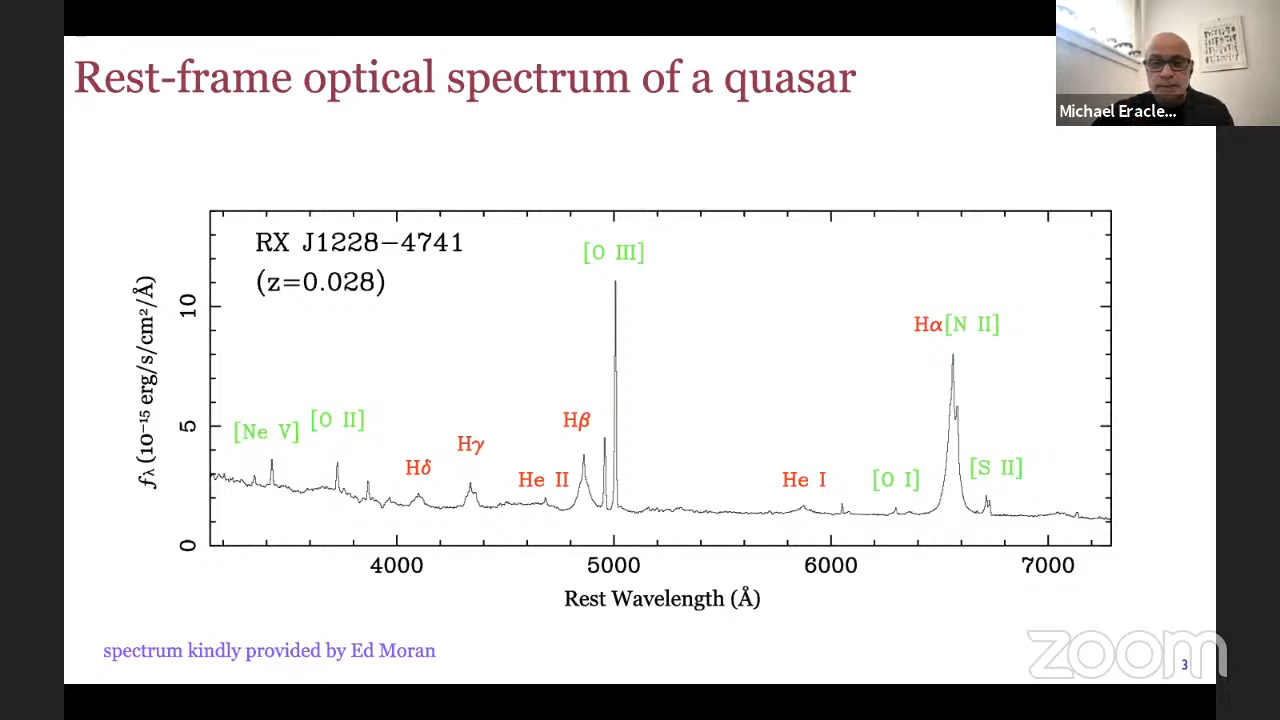 Rest-frame optical spectrum of a quasar
Michael Eracle...
RX J1228−4741
(z=0.028)
[O III]
Hα[N II]
[Ne V]
[O II]
Hδ
Hγ
He II
Hβ
He I
[O I]
[S II]
fλ (10⁻¹⁵ erg/s/cm²/Å)
10
5
0
4000 5000 6000 7000
Rest Wavelength (Å)
spectrum kindly provided by Ed Moran
zoom
3